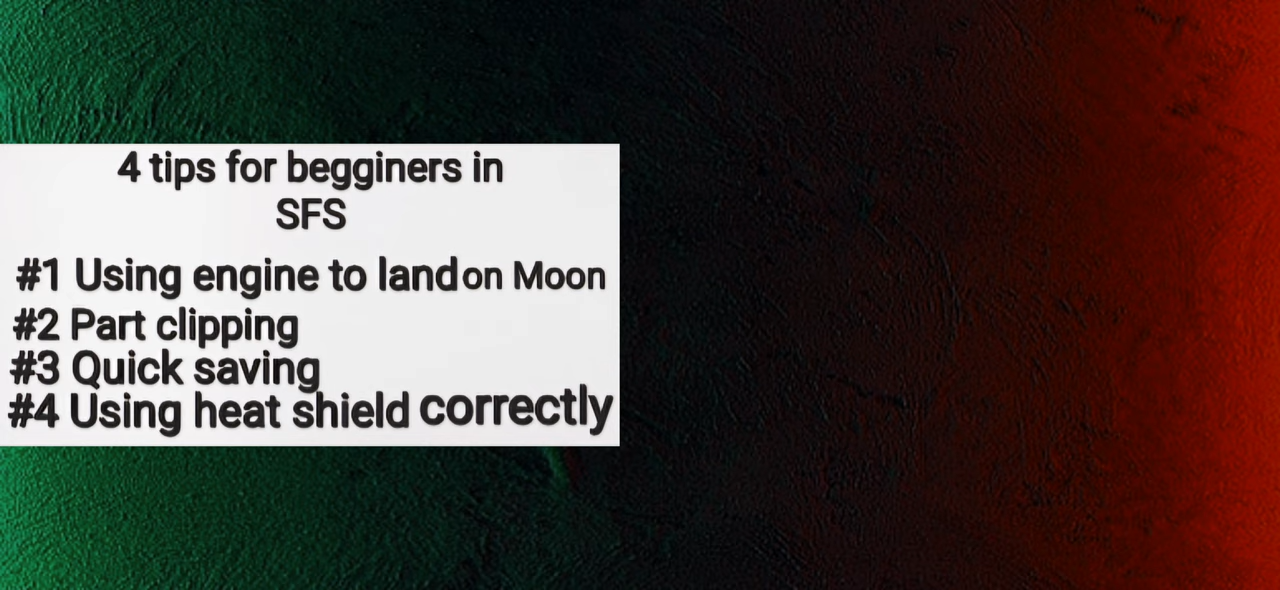 4 tips for begginers in
SFS
#1 Using engine to land on Moon
#2 Part clipping
#3 Quick saving
#4 Using heat shield correctly